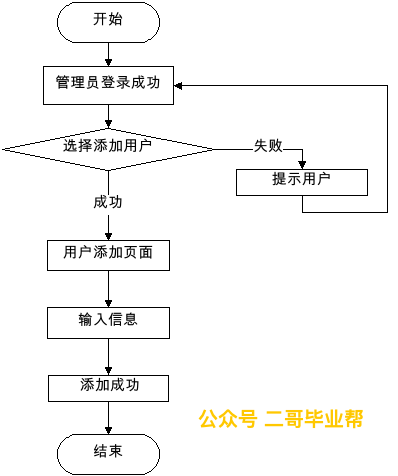 开始
管理员登录成功
选择添加用户
失败
提示用户
成功
用户添加页面
输入信息
添加成功
公众号 二哥毕业帮
结束